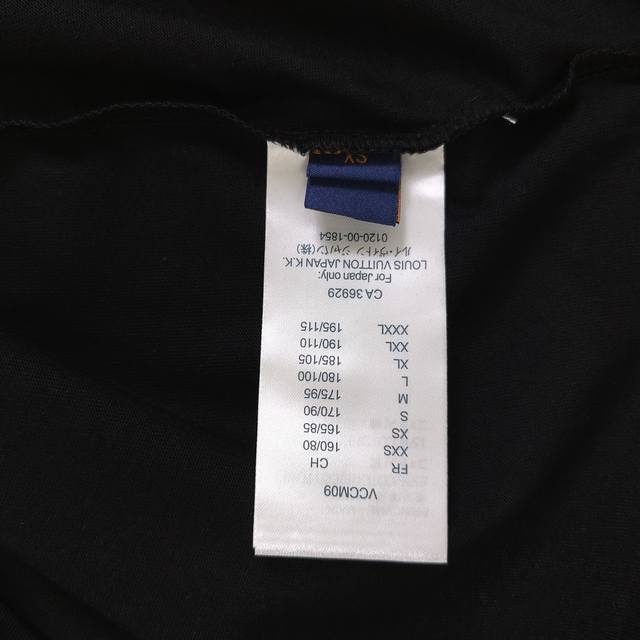 VCCM09
FR CH
XXS 160/80
XS 165/85
S 170/90
M 175/95
L 180/100
XL 185/105
XXL 190/110
XXXL 195/115
CA 36929
For Japan only:
LOUIS VUITTON JAPAN K.K.
ルイ・ヴィトン ジャパン(株)
0120-00-1854